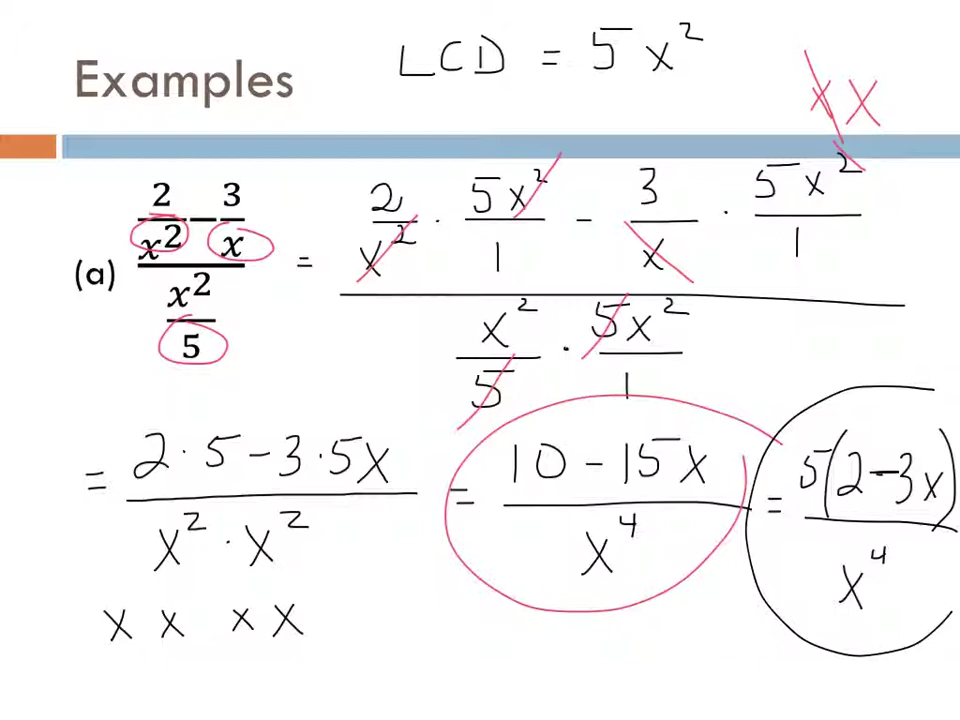 LCD = 5x²
Examples
x x
(a) (2/x² − 3/x)/(x²/5) = (2/x² · 5x²/1 − 3/x · 5x²/1)/(x²/5 · 5x²/1)
= (2·5 − 3·5x)/(x²·x²) = (10 − 15x)/x⁴ = 5(2−3x)/x⁴
x x x x